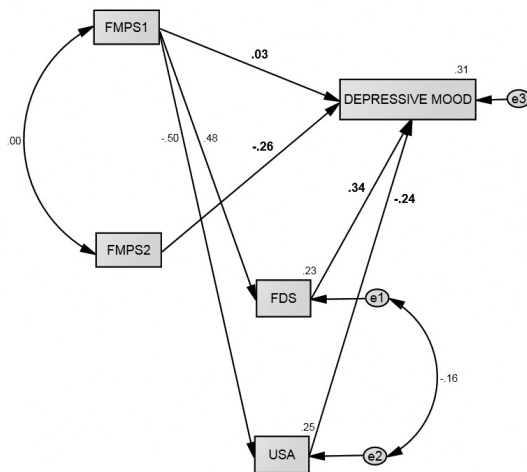 FMPS1
.31
.03
DEPRESSIVE MOOD
e3
.00
-.50
.48
-.26
.34
-.24
FMPS2
.23
FDS
e1
-.16
.25
USA
e2